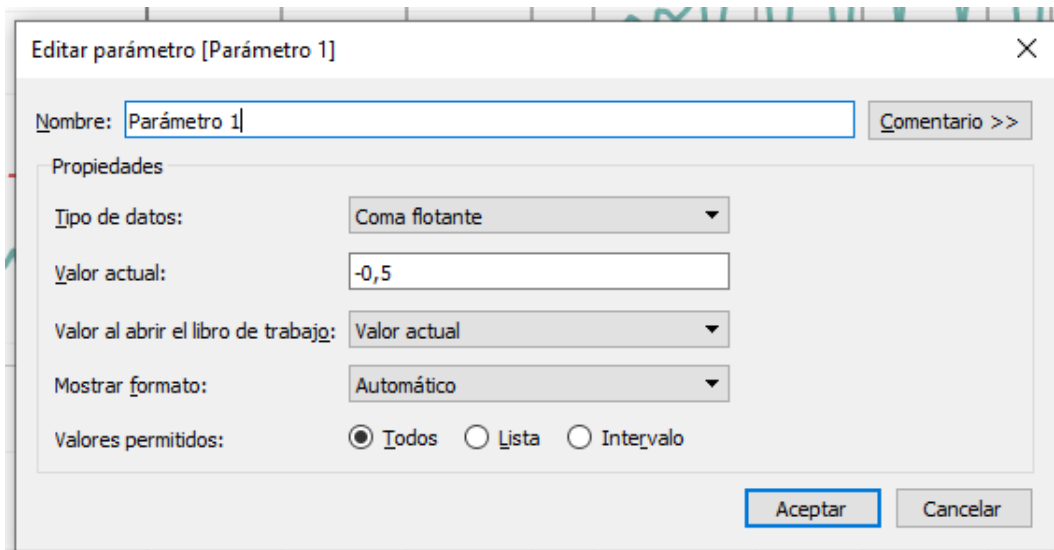 Editar parámetro [Parámetro 1]
Nombre: Parámetro 1 Comentario >>
Propiedades
Tipo de datos: Coma flotante
Valor actual: -0,5
Valor al abrir el libro de trabajo: Valor actual
Mostrar formato: Automático
Valores permitidos: Todos Lista Intervalo
Aceptar Cancelar